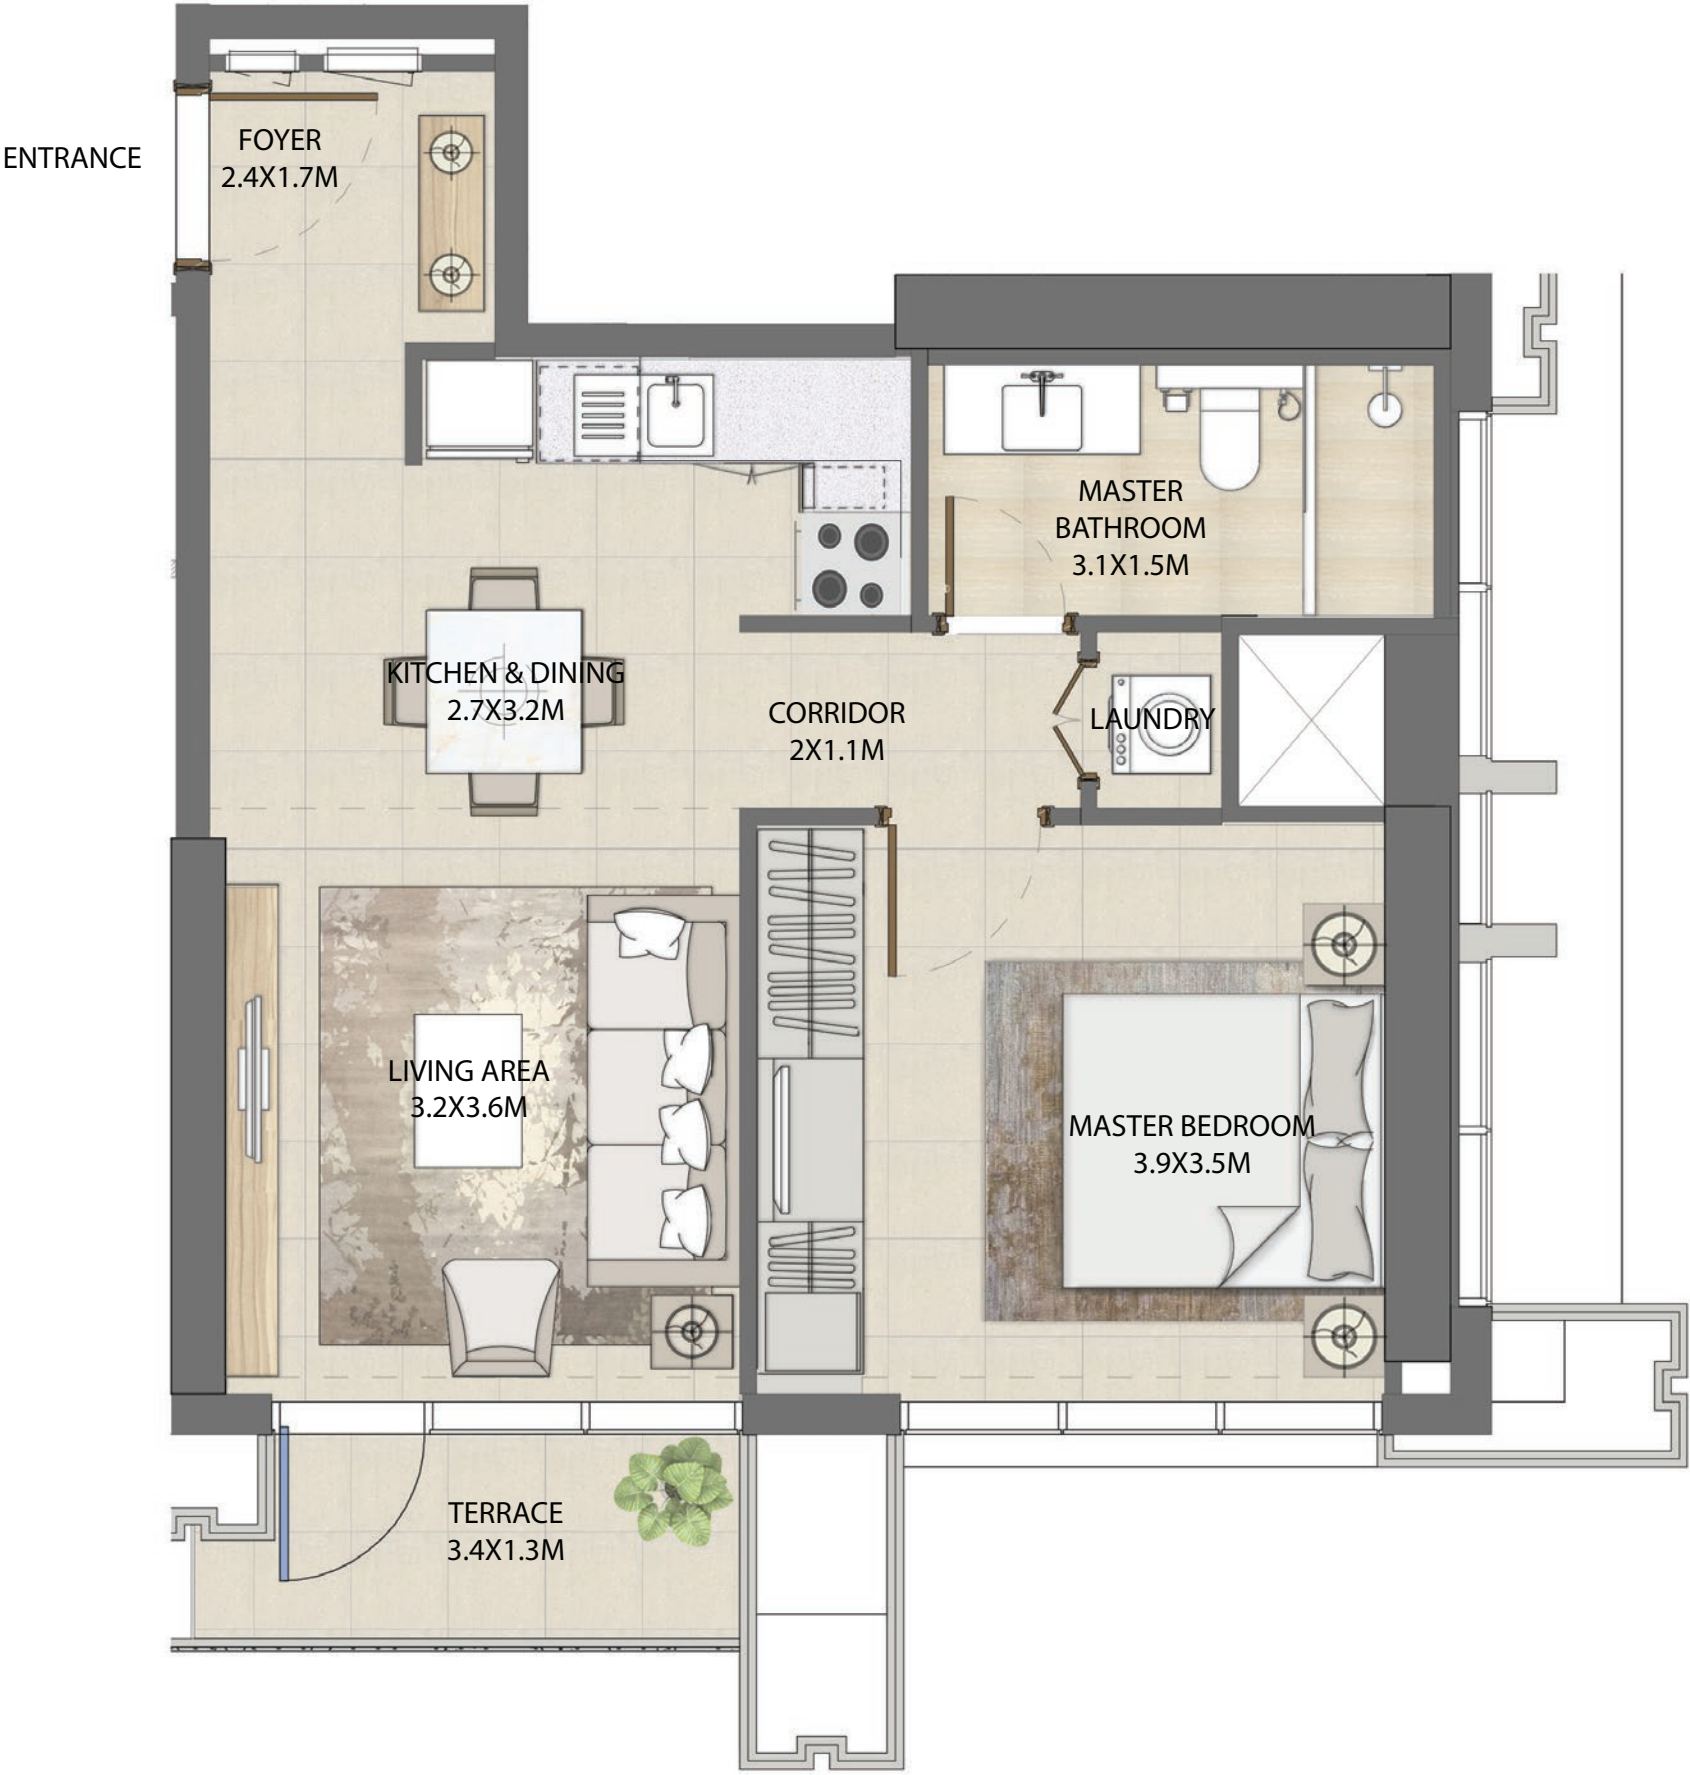 ENTRANCE
FOYER
2.4X1.7M
MASTER
BATHROOM
3.1X1.5M
KITCHEN & DINING
2.7X3.2M
CORRIDOR
2X1.1M
LAUNDRY
LIVING AREA
3.2X3.6M
MASTER BEDROOM
3.9X3.5M
TERRACE
3.4X1.3M